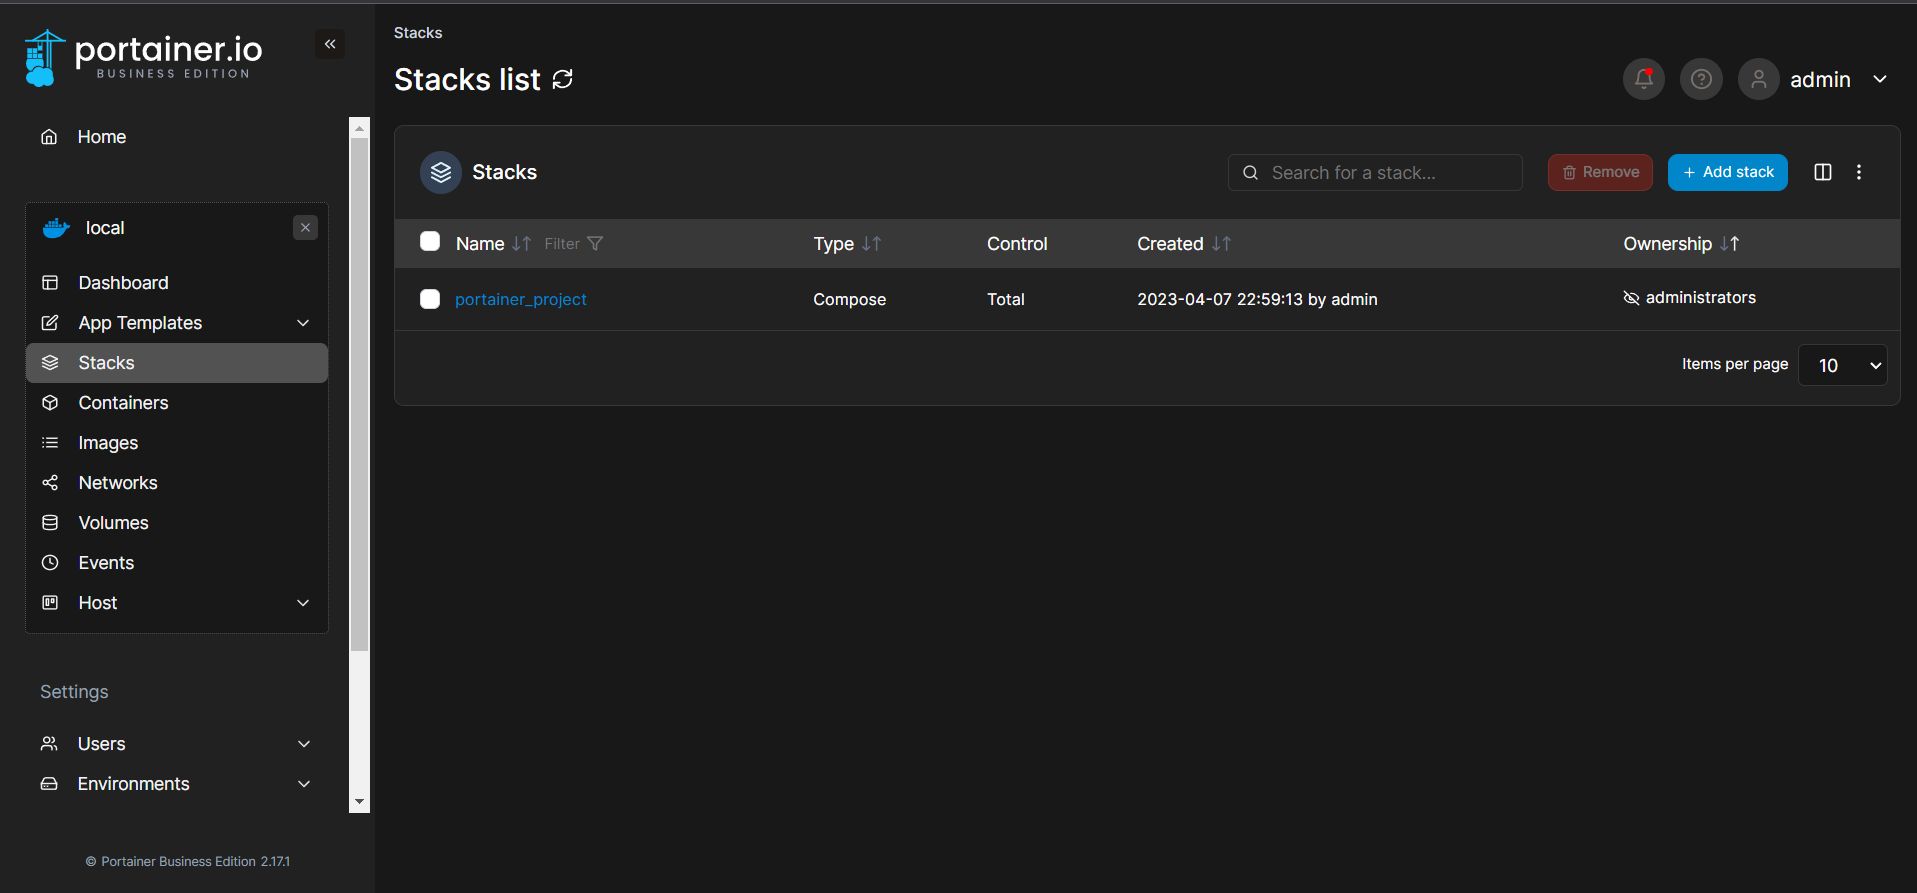 portainer.io
BUSINESS EDITION
Home
local
Dashboard
App Templates
Stacks
Containers
Images
Networks
Volumes
Events
Host
Settings
Users
Environments
© Portainer Business Edition 2.17.1
Stacks
Stacks list
admin
Stacks
Search for a stack...
Remove
+ Add stack
Name Filter Type Control Created Ownership
portainer_project Compose Total 2023-04-07 22:59:13 by admin administrators
Items per page 10